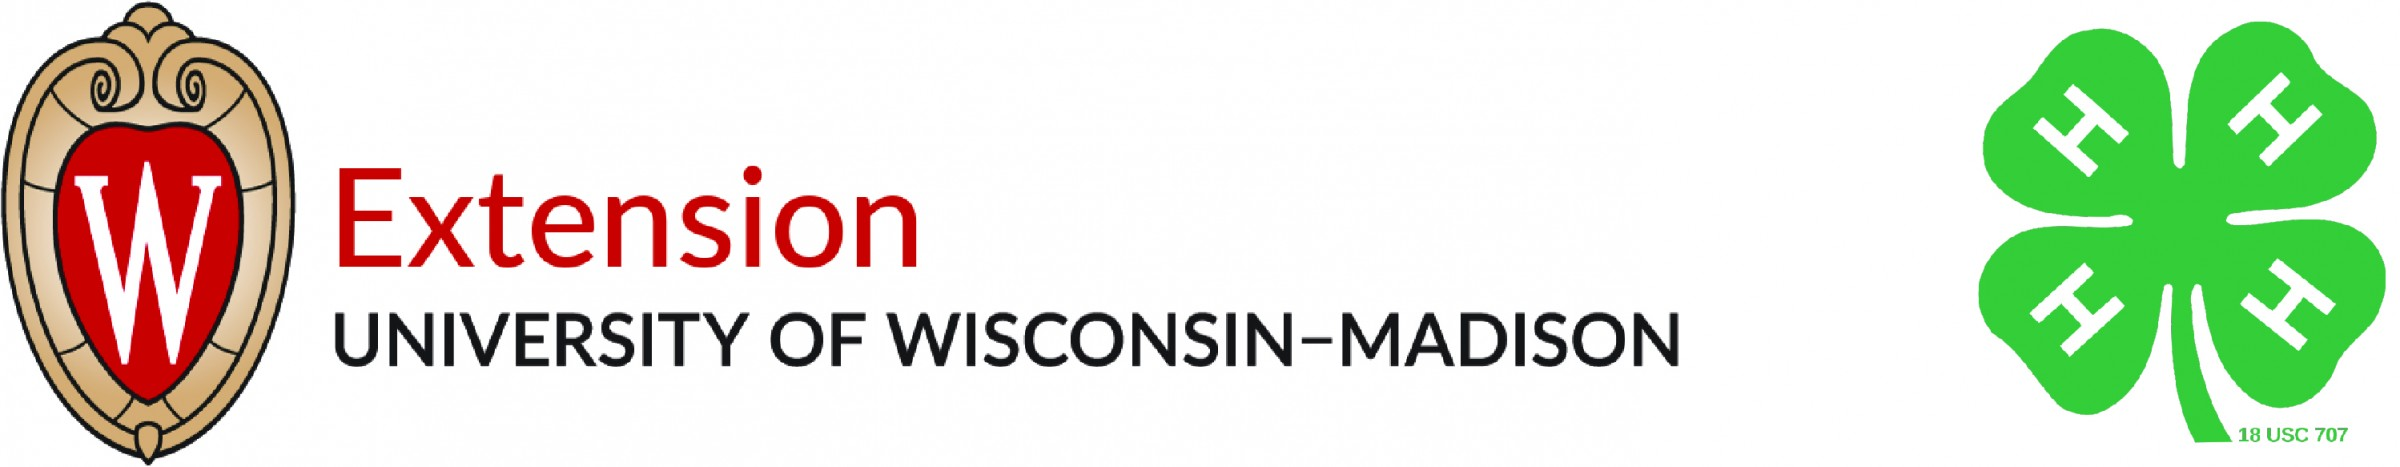 W
Extension
UNIVERSITY OF WISCONSIN–MADISON
H H
H H
18 USC 707